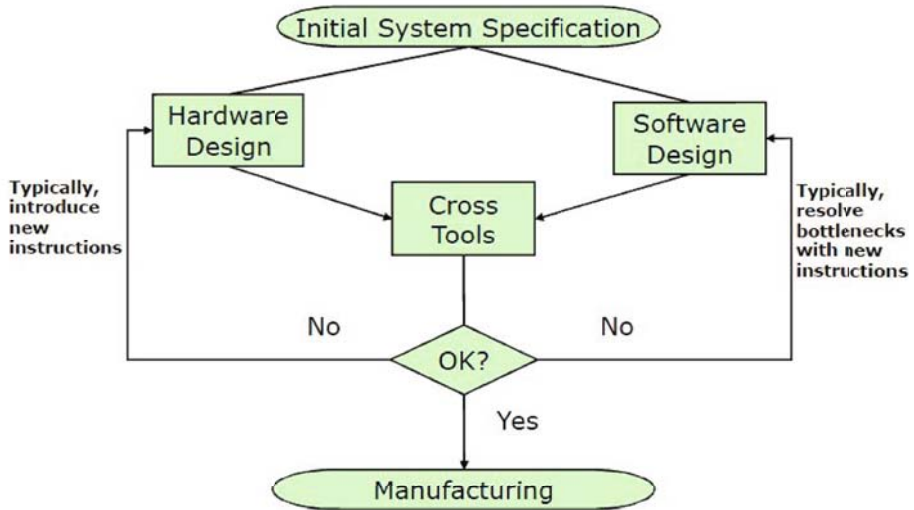 Initial System Specification
Hardware
Design
Software
Design
Typically,
introduce
new
instructions
Cross
Tools
Typically,
resolve
bottlenecks
with new
instructions
No
No
OK?
Yes
Manufacturing